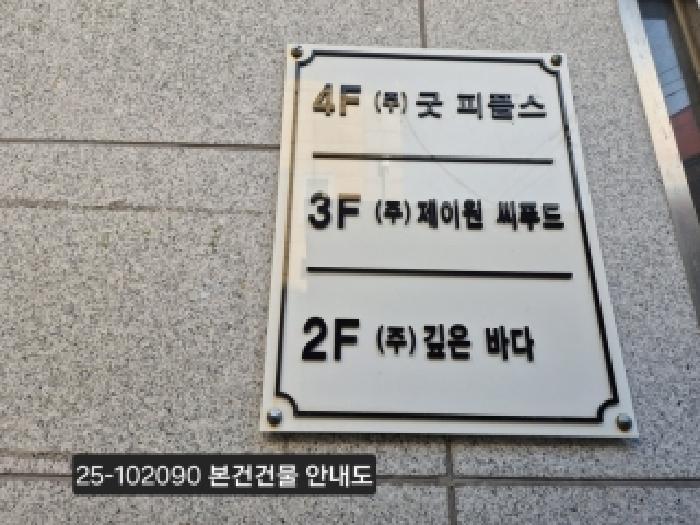 4F (주) 굿 피플스
3F (주) 제이원 씨푸드
2F (주) 깊은 바다
25-102090 본건건물 안내도